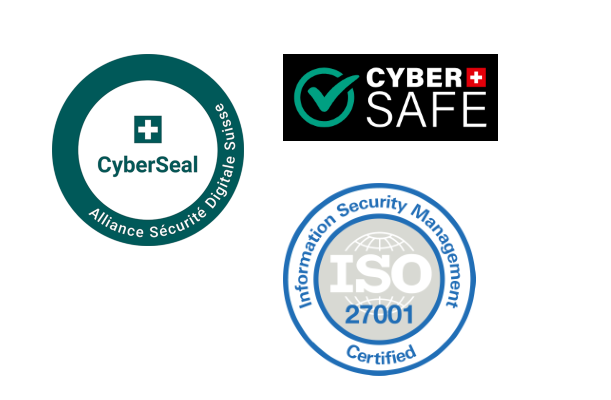 CyberSeal
Alliance Sécurité Digitale Suisse
CYBER
SAFE
Information Security Management
ISO
27001
Certified